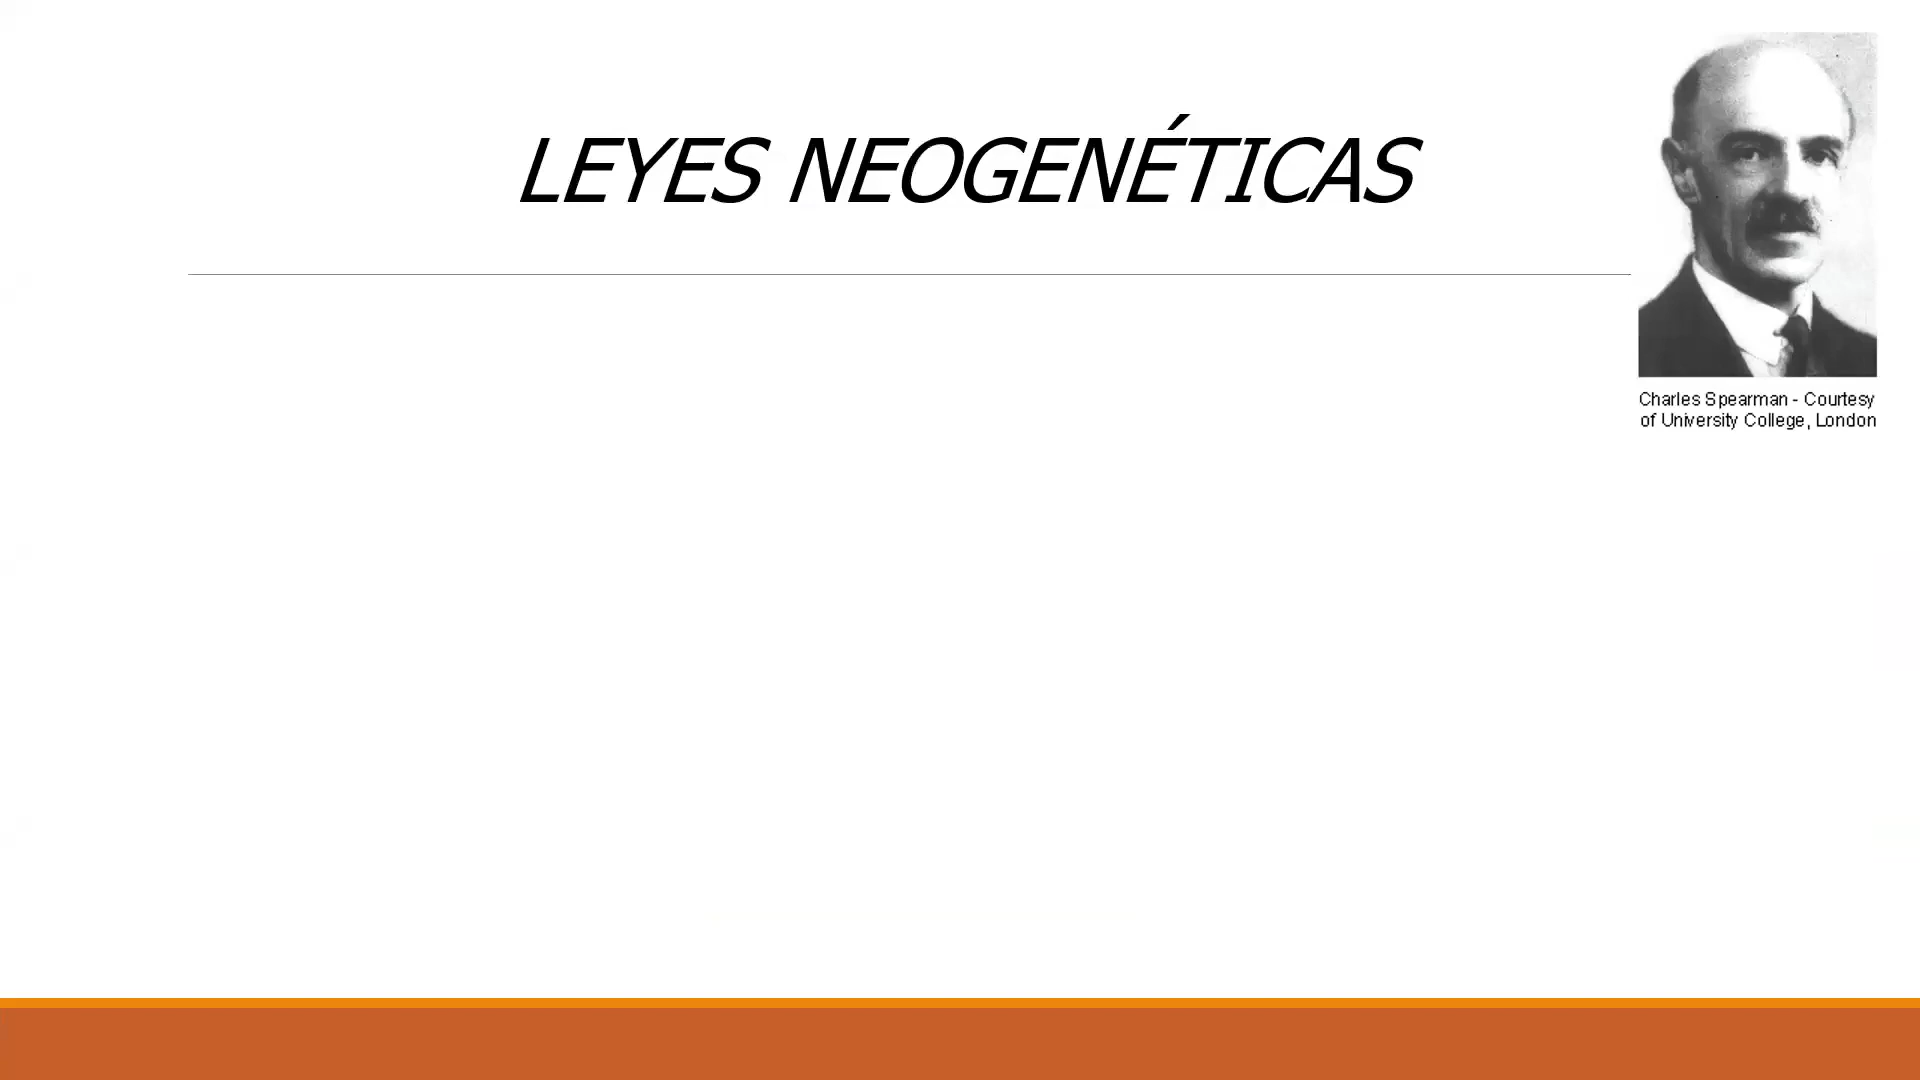 LEYES NEOGENÉTICAS
Charles Spearman - Courtesy
of University College, London